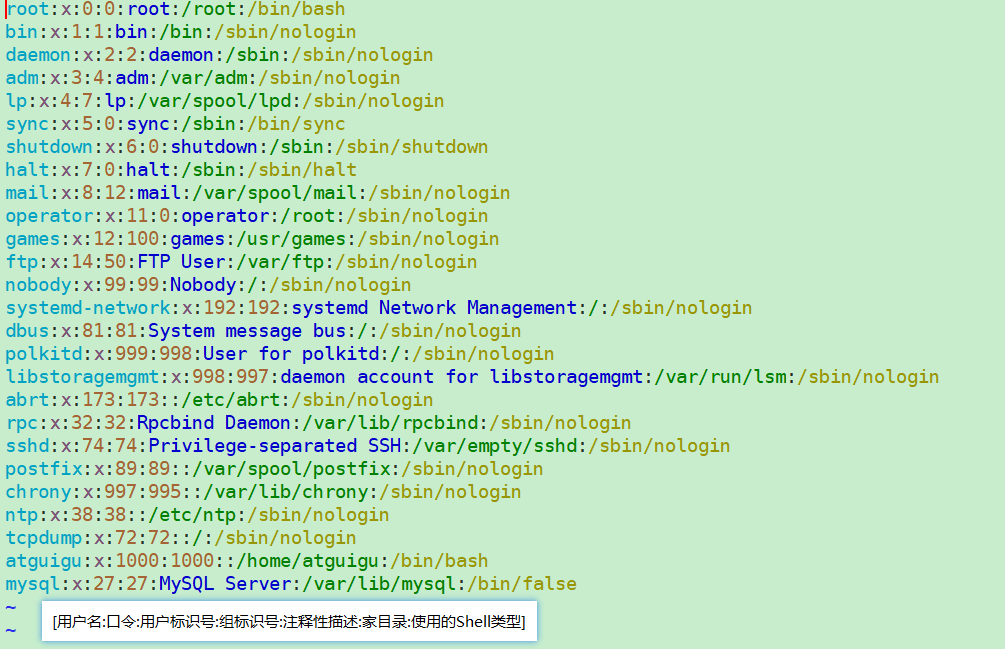 root:x:0:0:root:/root:/bin/bash
bin:x:1:1:bin:/bin:/sbin/nologin
daemon:x:2:2:daemon:/sbin:/sbin/nologin
adm:x:3:4:adm:/var/adm:/sbin/nologin
lp:x:4:7:lp:/var/spool/lpd:/sbin/nologin
sync:x:5:0:sync:/sbin:/bin/sync
shutdown:x:6:0:shutdown:/sbin:/sbin/shutdown
halt:x:7:0:halt:/sbin:/sbin/halt
mail:x:8:12:mail:/var/spool/mail:/sbin/nologin
operator:x:11:0:operator:/root:/sbin/nologin
games:x:12:100:games:/usr/games:/sbin/nologin
ftp:x:14:50:FTP User:/var/ftp:/sbin/nologin
nobody:x:99:99:Nobody:/:/sbin/nologin
systemd-network:x:192:192:systemd Network Management:/:/sbin/nologin
dbus:x:81:81:System message bus:/:/sbin/nologin
polkitd:x:999:998:User for polkitd:/:/sbin/nologin
libstoragemgmt:x:998:997:daemon account for libstoragemgmt:/var/run/lsm:/sbin/nologin
abrt:x:173:173::/etc/abrt:/sbin/nologin
rpc:x:32:32:Rpcbind Daemon:/var/lib/rpcbind:/sbin/nologin
sshd:x:74:74:Privilege-separated SSH:/var/empty/sshd:/sbin/nologin
postfix:x:89:89::/var/spool/postfix:/sbin/nologin
chrony:x:997:995::/var/lib/chrony:/sbin/nologin
ntp:x:38:38::/etc/ntp:/sbin/nologin
tcpdump:x:72:72::/:/sbin/nologin
atguigu:x:1000:1000::/home/atguigu:/bin/bash
mysql:x:27:27:MySQL Server:/var/lib/mysql:/bin/false
~
~
[用户名:口令:用户标识号:组标识号:注释性描述:家目录:使用的Shell类型]